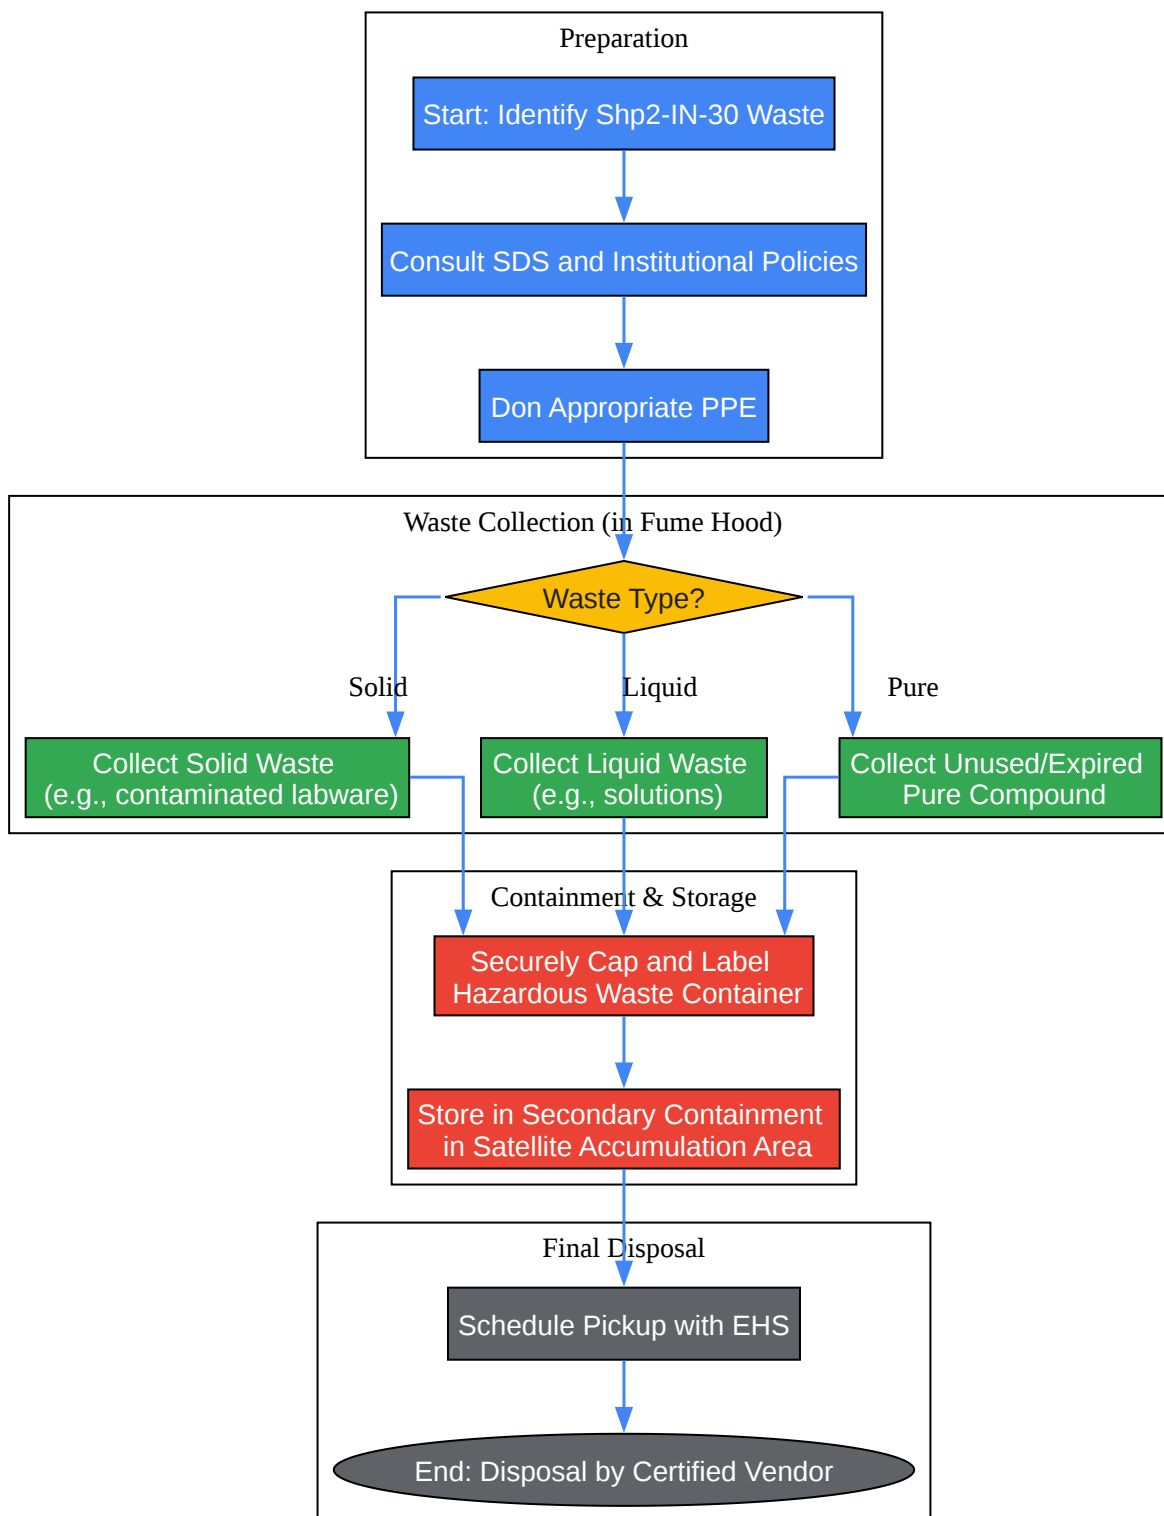 Preparation
Start: Identify Shp2-IN-30 Waste
Consult SDS and Institutional Policies
Don Appropriate PPE
Waste Collection (in Fume Hood)
Waste Type?
Solid
Liquid
Pure
Collect Solid Waste
(e.g., contaminated labware)
Collect Liquid Waste
(e.g., solutions)
Collect Unused/Expired
Pure Compound
Containment & Storage
Securely Cap and Label
Hazardous Waste Container
Store in Secondary Containment
in Satellite Accumulation Area
Final Disposal
Schedule Pickup with EHS
End: Disposal by Certified Vendor